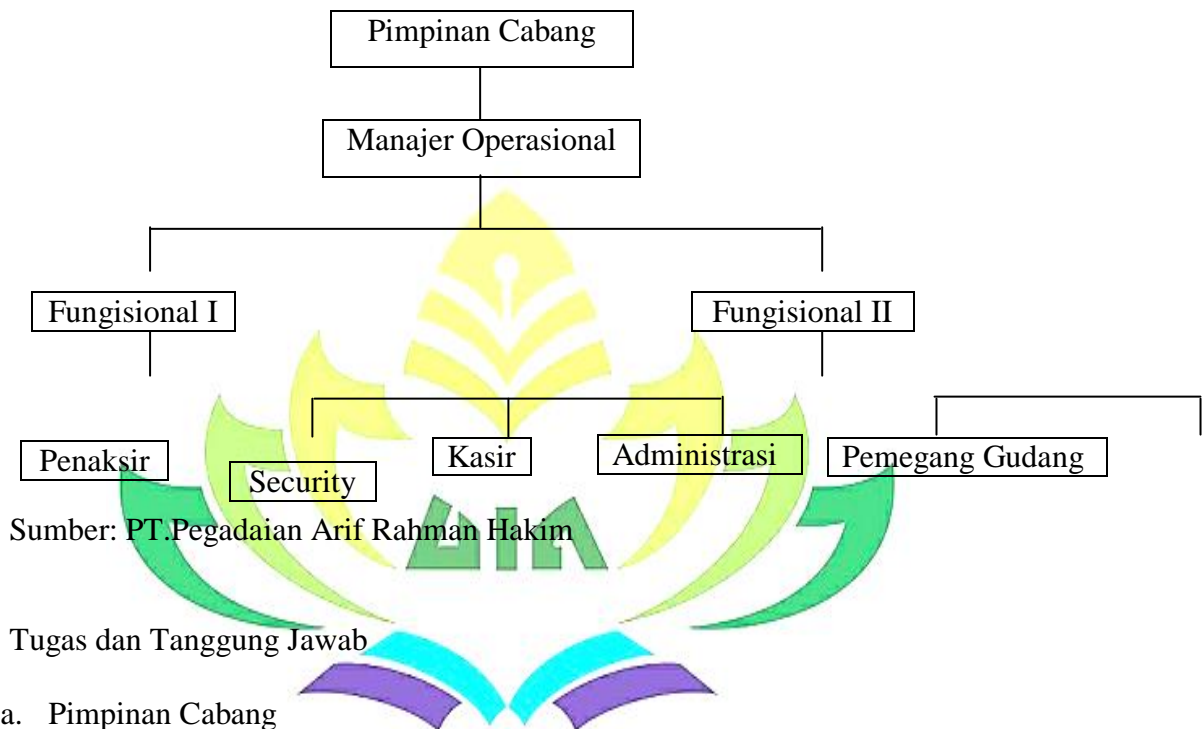 Pimpinan Cabang
Manajer Operasional
Fungisional I
Fungisional II
Penaksir
Security
Kasir
Administrasi
Pemegang Gudang
Sumber: PT.Pegadaian Arif Rahman Hakim
Tugas dan Tanggung Jawab
a. Pimpinan Cabang